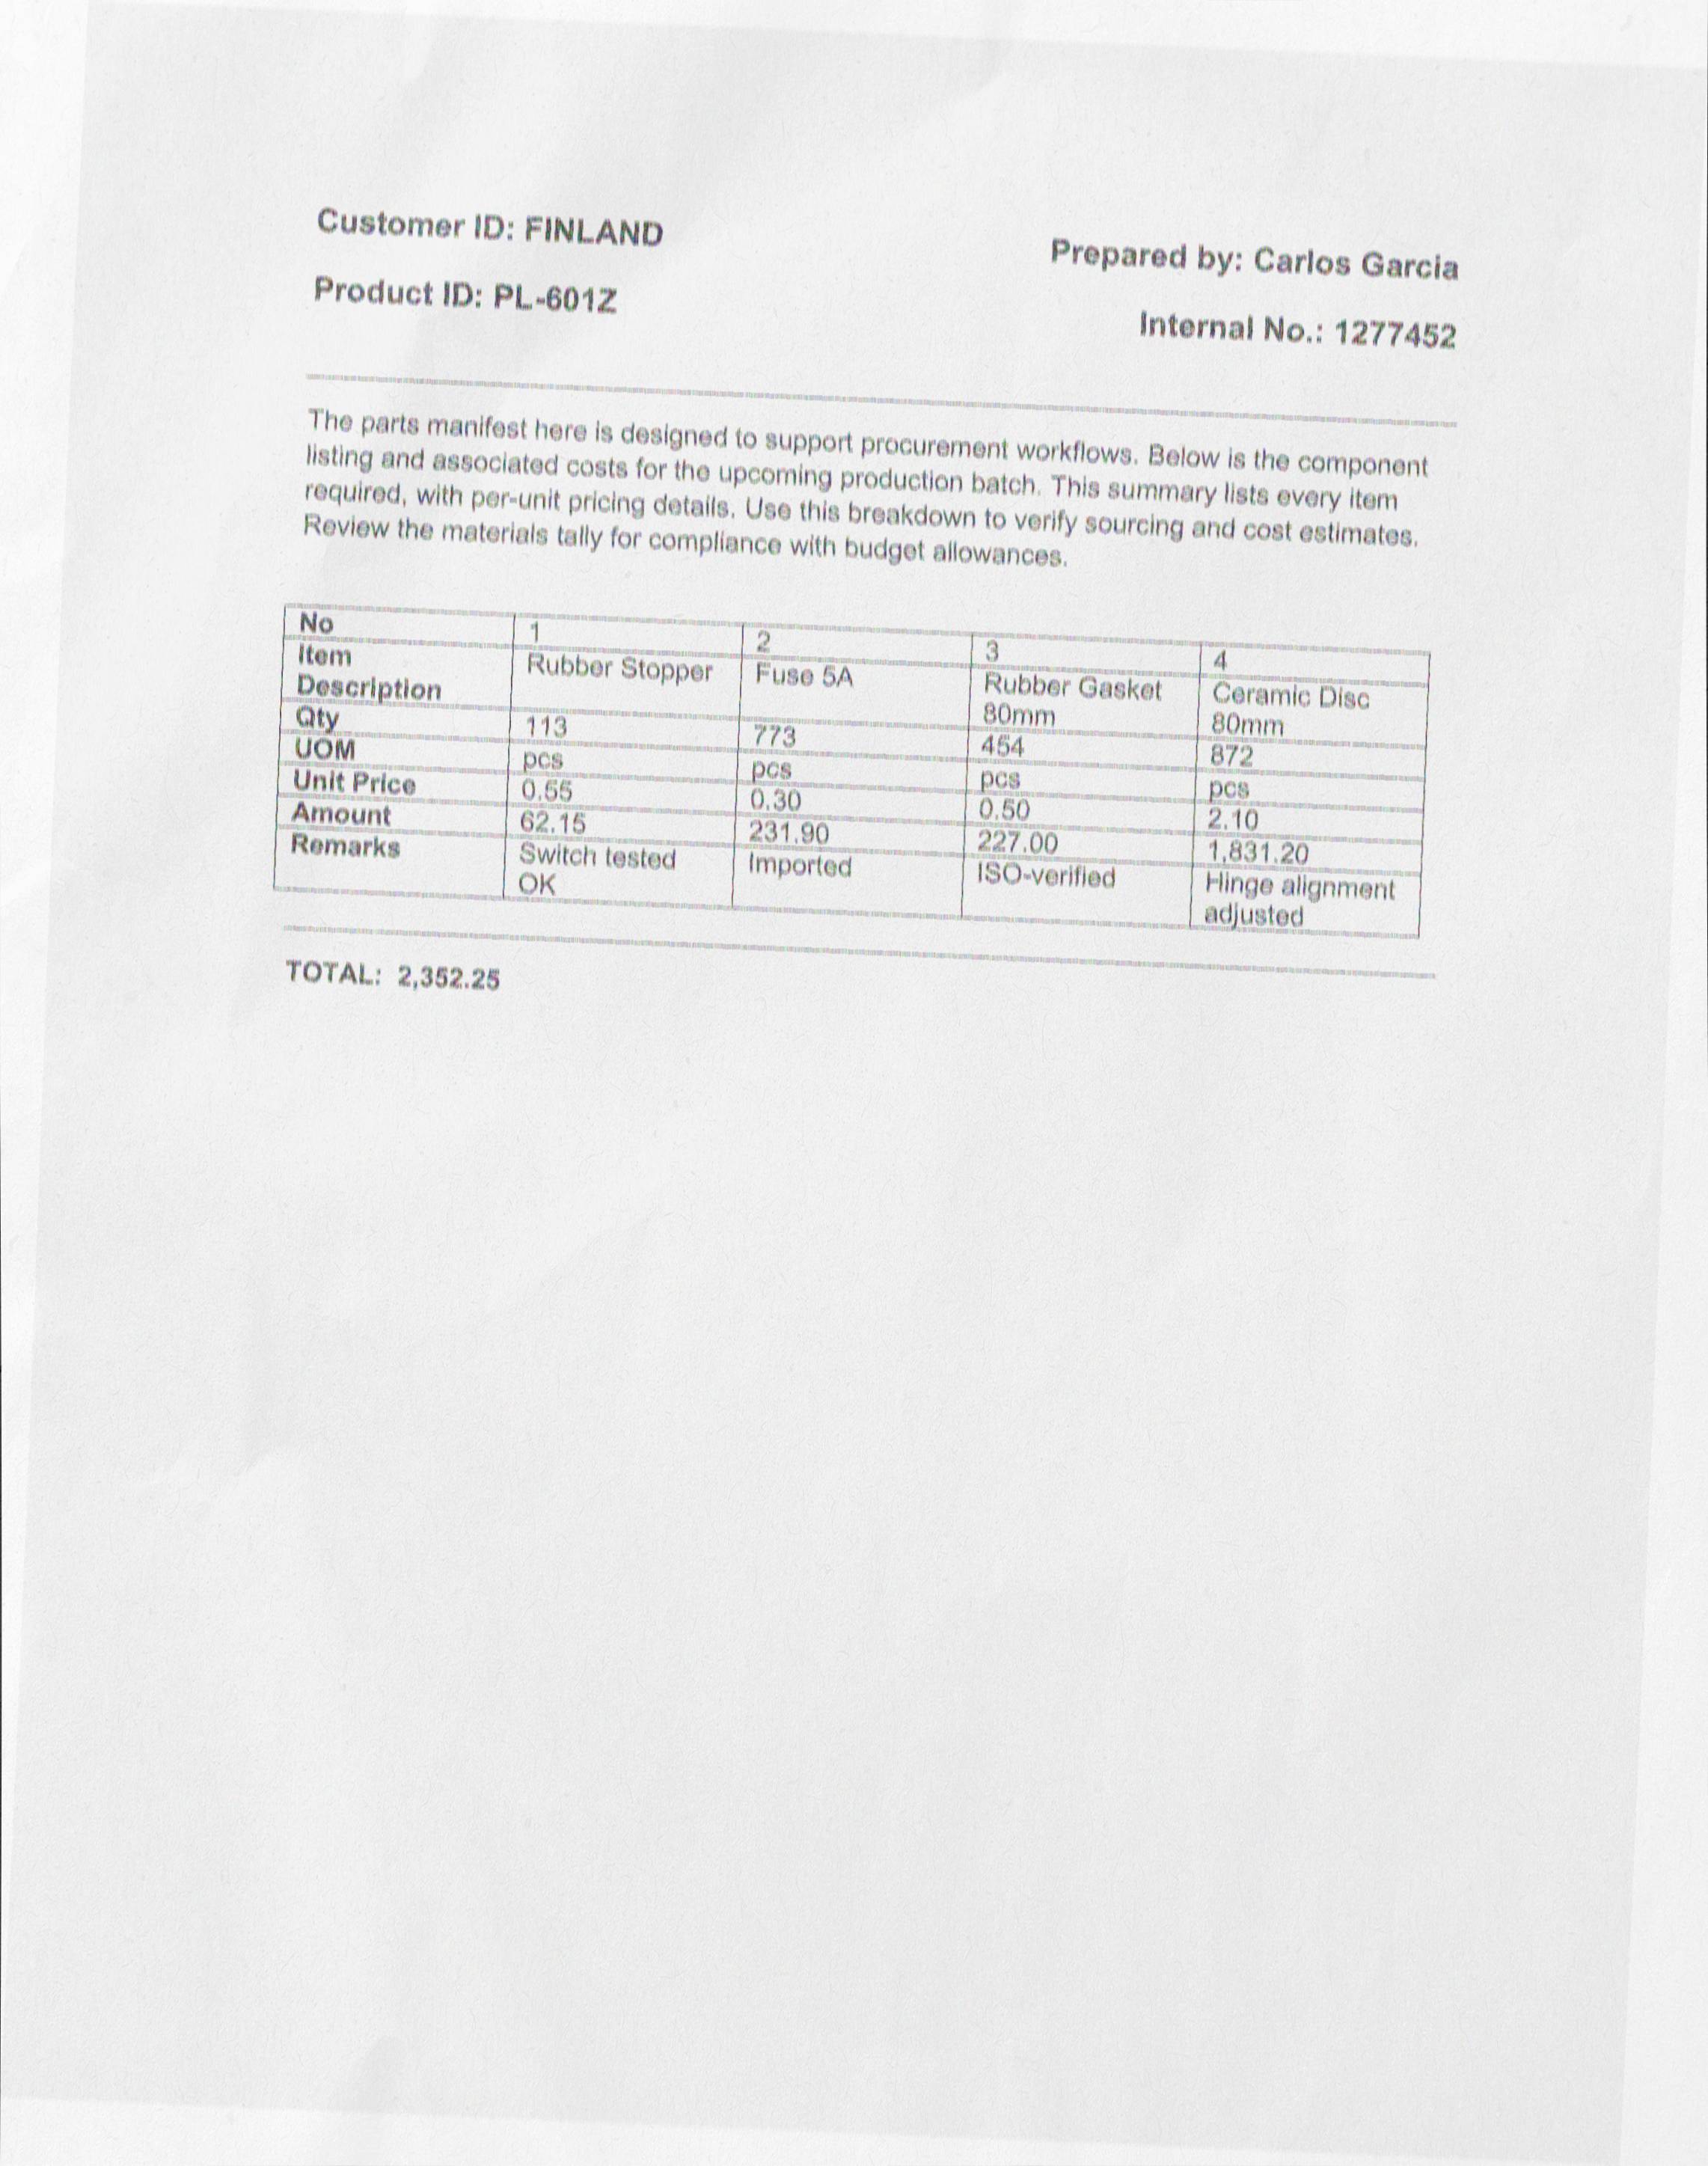 Customer ID: FINLAND
Prepared by: Carlos Garcia
Product ID: PL-601Z
Internal No.: 1277452
The parts manifest here is designed to support procurement workflows. Below is the component
listing and associated costs for the upcoming production batch. This summary lists every item
required, with per-unit pricing details. Use this breakdown to verify sourcing and cost estimates.
Review the materials tally for compliance with budget allowances.
No 1 2 3 4
Item Description Rubber Stopper Fuse 5A Rubber Gasket 80mm Ceramic Disc 80mm
Qty 113 773 454 872
UOM pcs pcs pcs pcs
Unit Price 0.55 0.30 0.50 2.10
Amount 62.15 231.90 227.00 1,831.20
Remarks Switch tested OK Imported ISO-verified Hinge alignment adjusted
TOTAL: 2,352.25